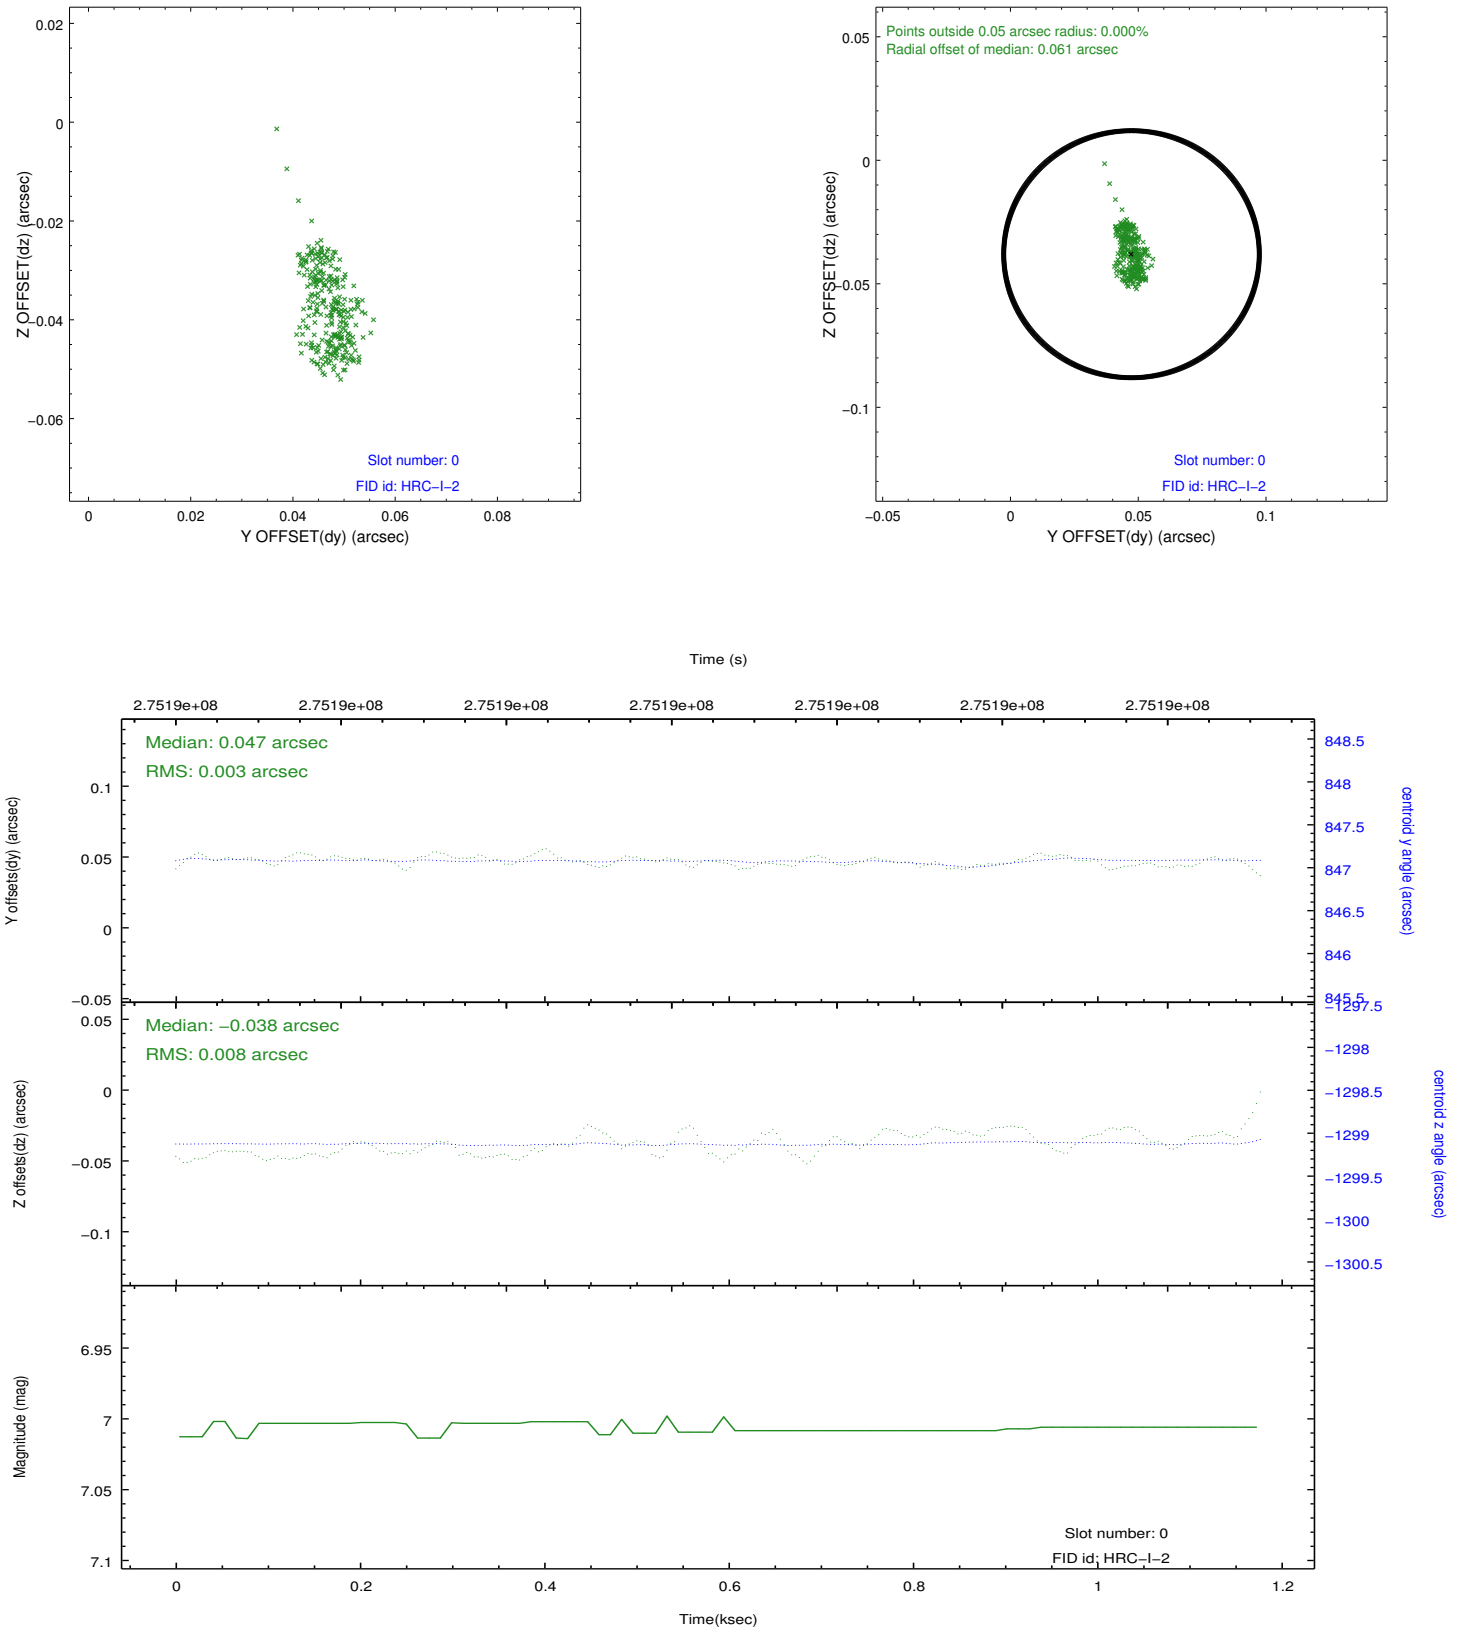 0.02
0
−0.02
−0.04
−0.06
Z OFFSET(dz) (arcsec)
Slot number: 0
FID id: HRC−I−2
0 0.02 0.04 0.06 0.08
Y OFFSET(dy) (arcsec)
Points outside 0.05 arcsec radius: 0.000%
Radial offset of median: 0.061 arcsec
0.05
0
−0.05
−0.1
Z OFFSET(dz) (arcsec)
Slot number: 0
FID id: HRC−I−2
−0.05 0 0.05 0.1
Y OFFSET(dy) (arcsec)
Time (s)
2.7519e+08 2.7519e+08 2.7519e+08 2.7519e+08 2.7519e+08 2.7519e+08 2.7519e+08
Median: 0.047 arcsec
RMS: 0.003 arcsec
0.1
0.05
0
−0.05
Y offsets(dy) (arcsec)
848.5
848
847.5
847
846.5
846
845.5
centroid y angle (arcsec)
Median: −0.038 arcsec
RMS: 0.008 arcsec
0.05
0
−0.05
−0.1
Z offsets(dz) (arcsec)
−1297.5
−1298
−1298.5
−1299
−1299.5
−1300
−1300.5
centroid z angle (arcsec)
6.95
7
7.05
7.1
Magnitude (mag)
Slot number: 0
FID id: HRC−I−2
0 0.2 0.4 0.6 0.8 1 1.2
Time(ksec)